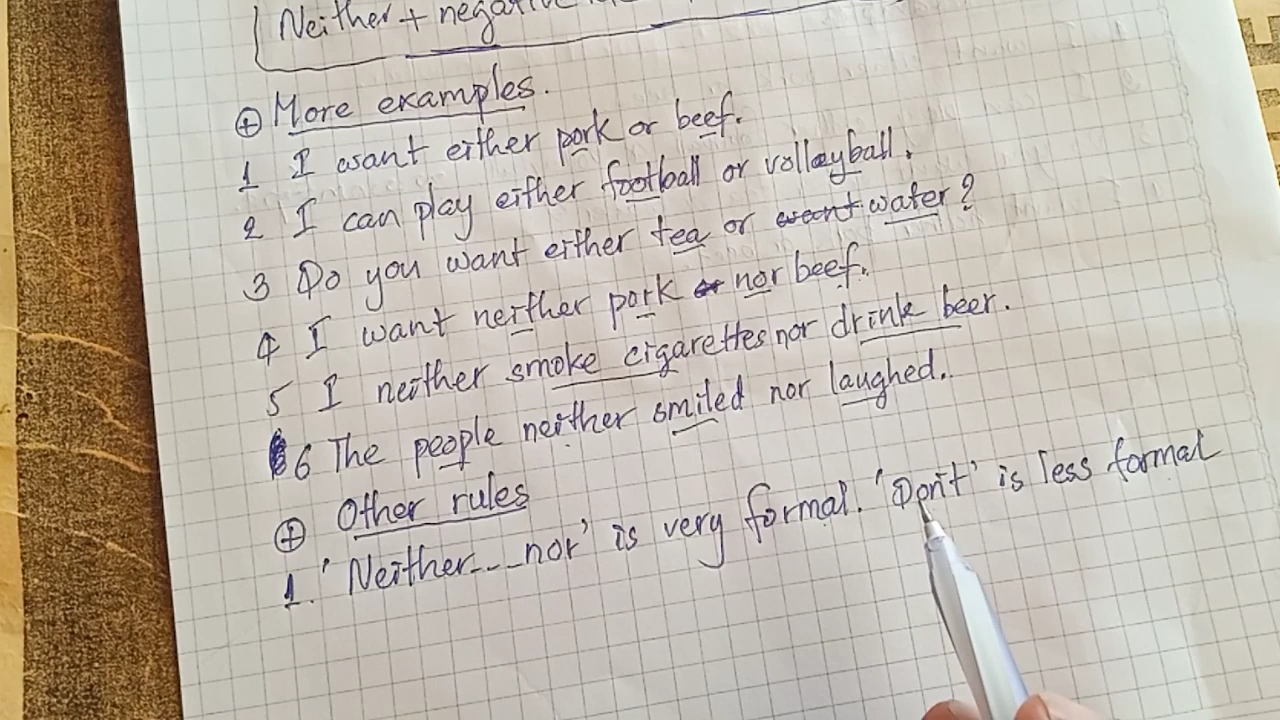 Neither + negative
⊕ More examples.
1 I want either pork or beef.
2 I can play either football or volleyball.
3 Do you want either tea or want water?
4 I want neither pork or nor beef.
5 I neither smoke cigarettes nor drink beer.
6 The people neither smiled nor laughed.
⊕ Other rules
1. 'Neither---nor' is very formal. 'Don't' is less formal